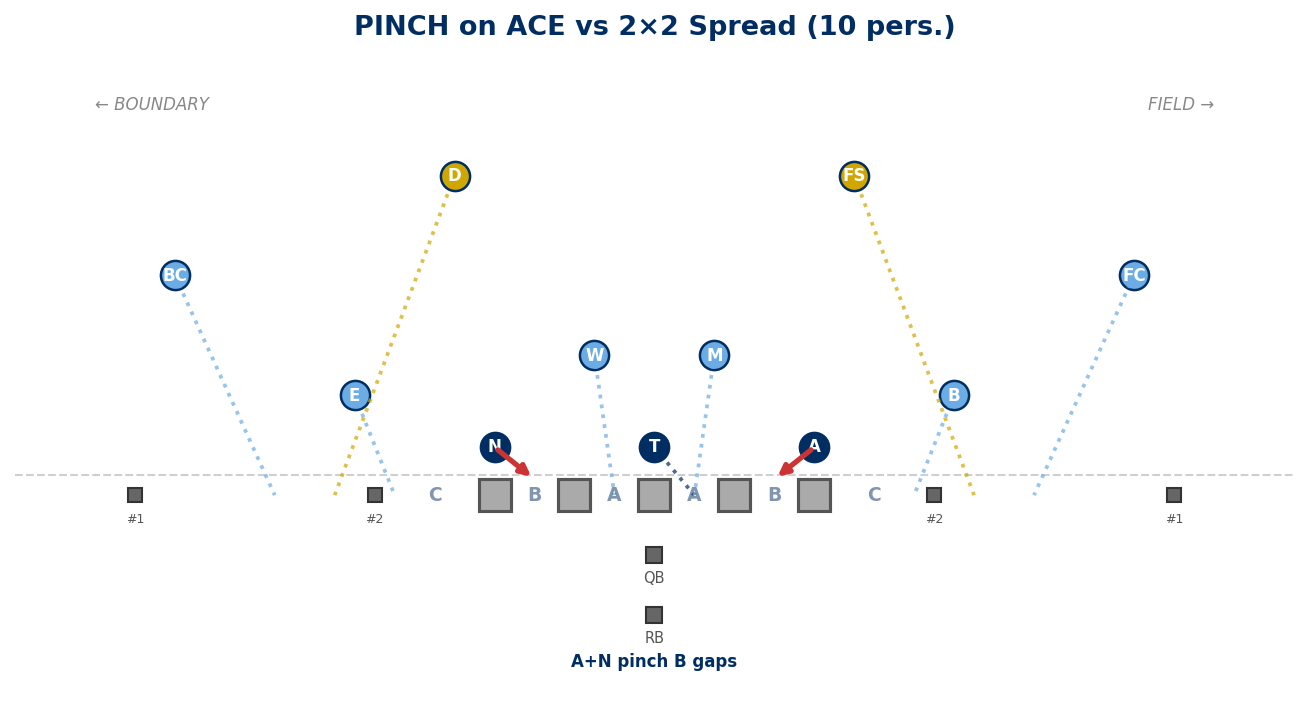 PINCH on ACE vs 2×2 Spread (10 pers.)
← BOUNDARY
FIELD →
D
FS
BC
FC
W
M
E
B
N
T
A
C
B
A
A
B
C
#1
#2
#2
#1
QB
RB
A+N pinch B gaps